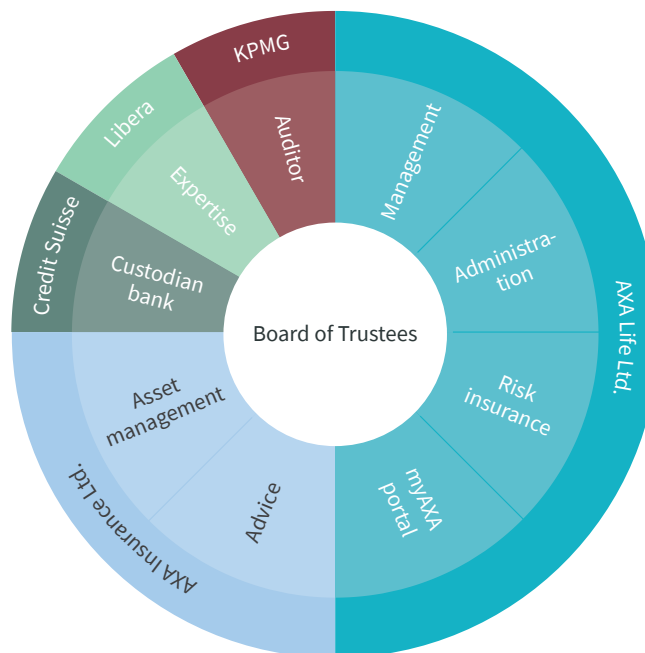 KPMG
Auditor
Libera
Expertise
Credit Suisse
Custodian
bank
Management
Administra-
tion
AXA Life Ltd.
Risk
insurance
myAXA
portal
Board of Trustees
Asset
management
Advice
AXA Insurance Ltd.